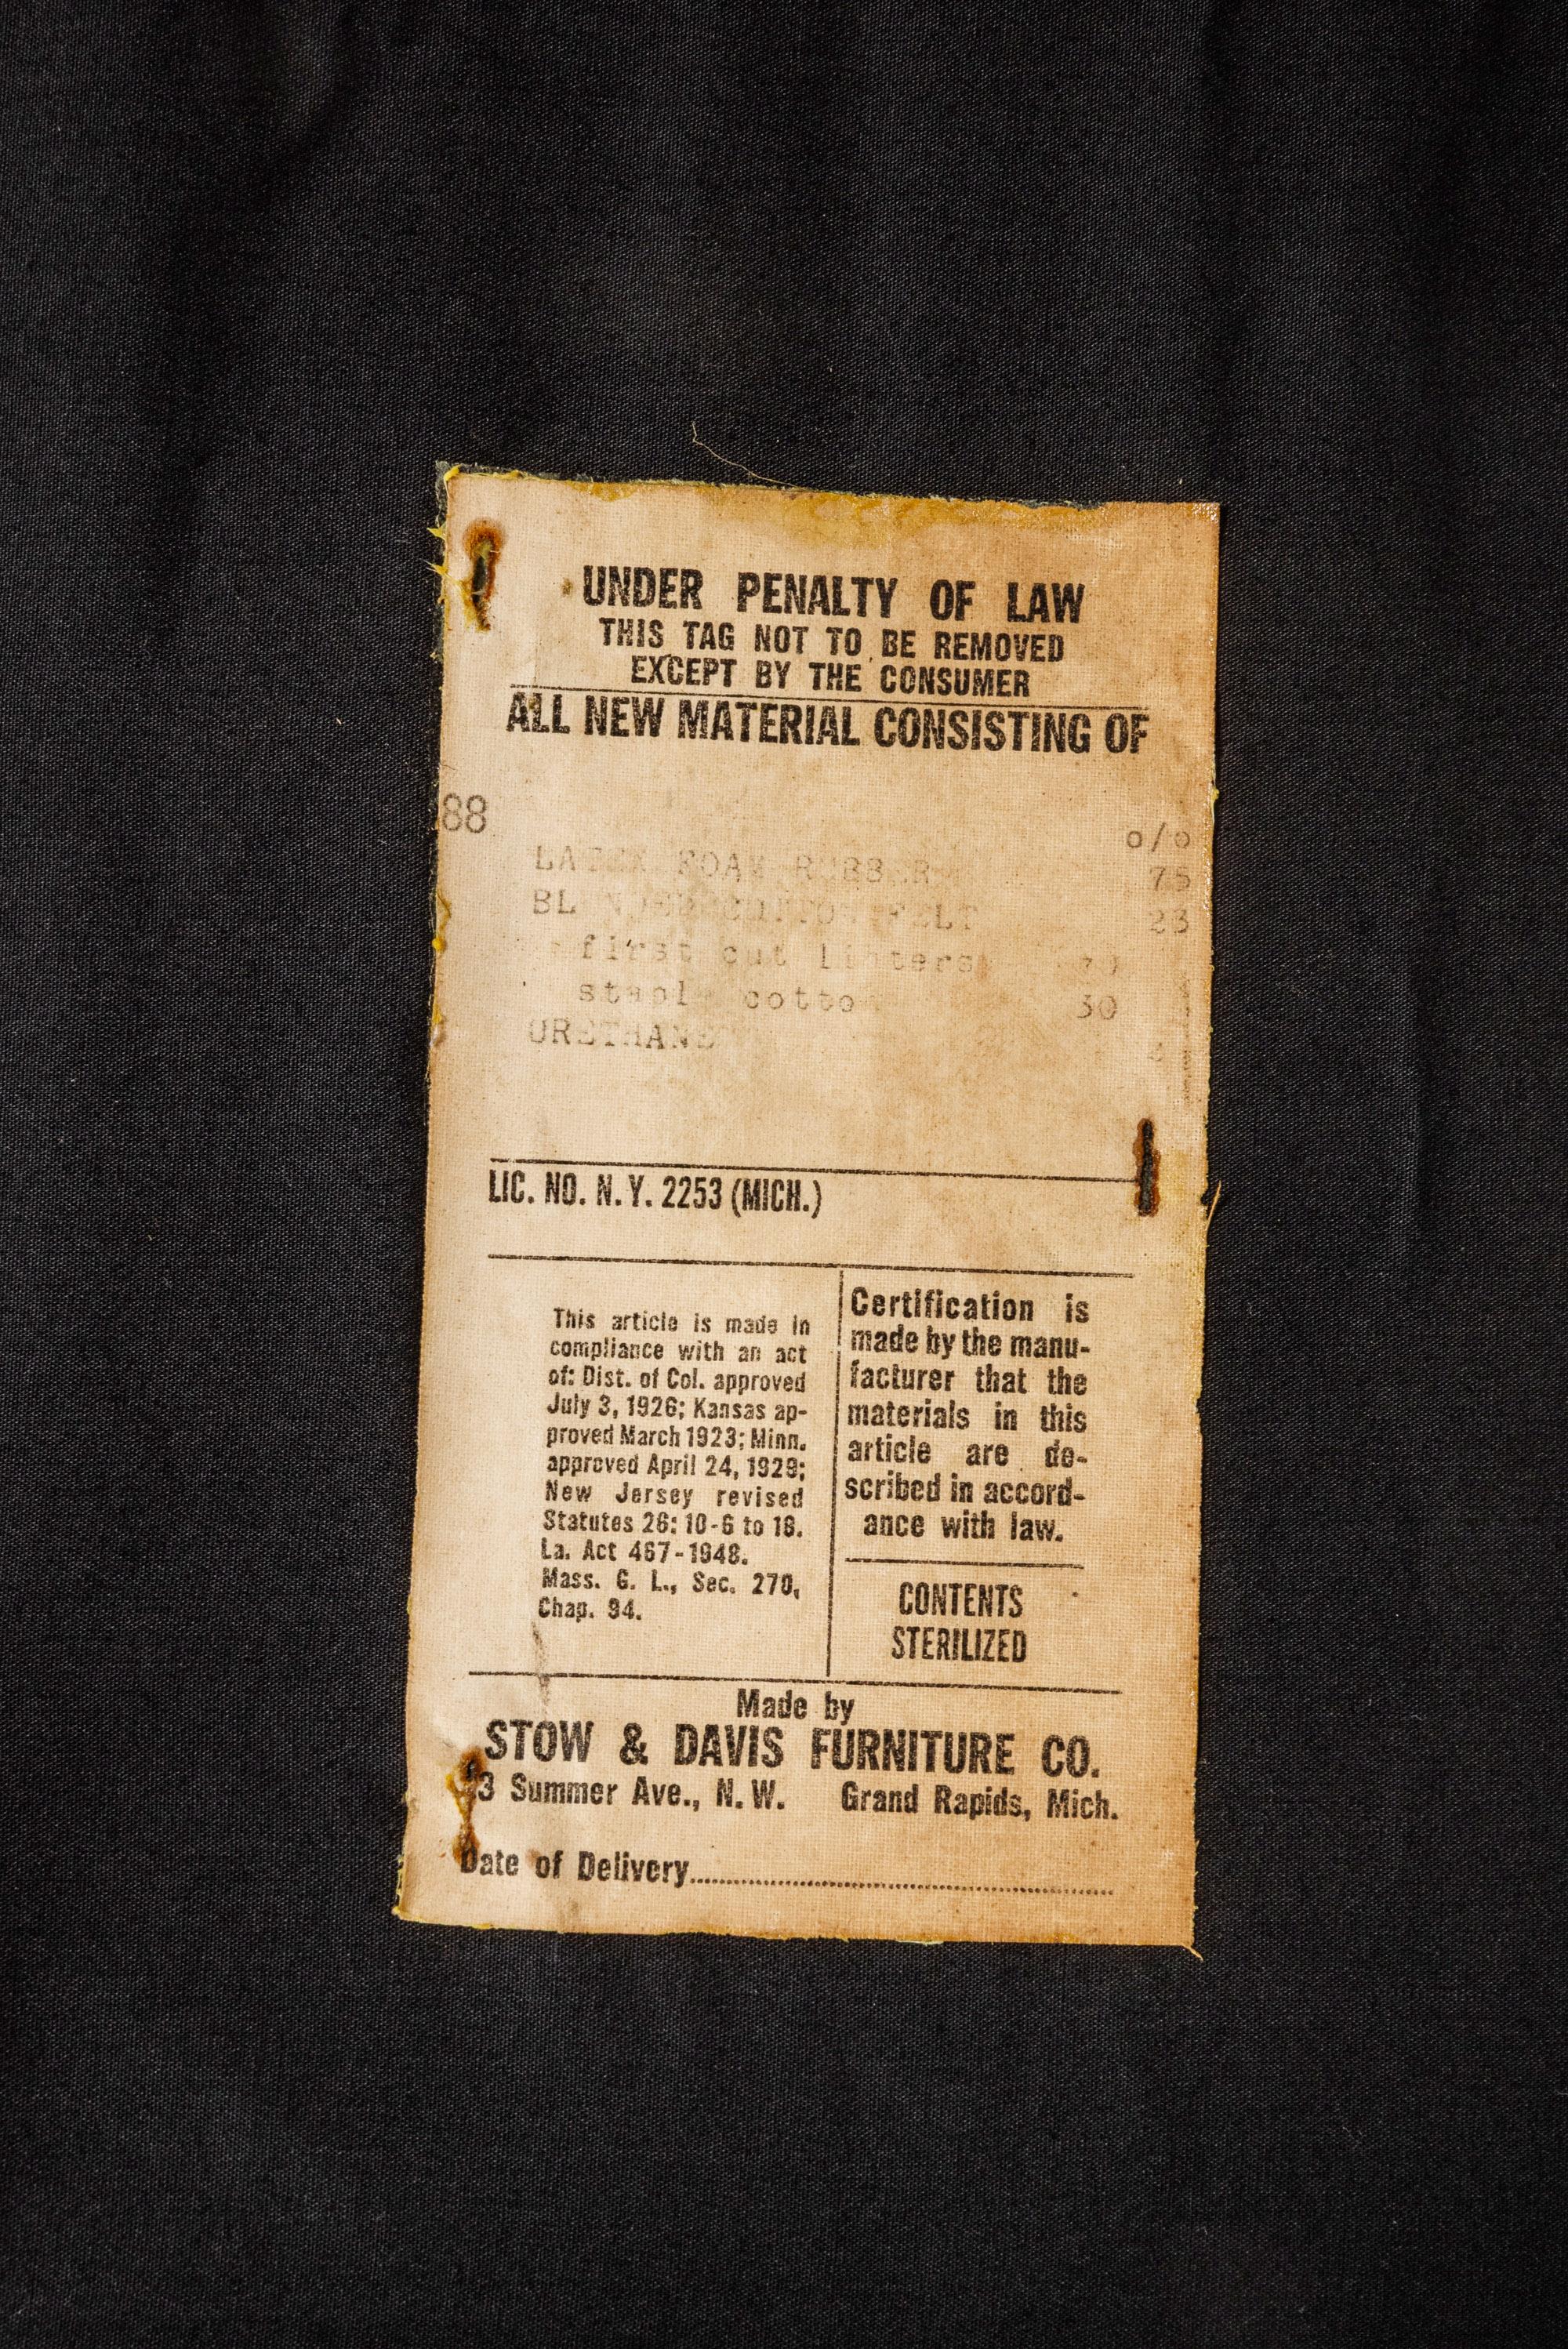 UNDER PENALTY OF LAW
THIS TAG NOT TO BE REMOVED
EXCEPT BY THE CONSUMER
ALL NEW MATERIAL CONSISTING OF
88
o/o
LATEX FOAM RUBBER 75
FELT 23
first cut linters
staple cotton 30
URETHANE
LIC. NO. N.Y. 2253 (MICH.)
This article is made in
compliance with an act
of: Dist. of Col. approved
July 3, 1926; Kansas ap-
proved March 1923; Minn.
approved April 24, 1929;
New Jersey revised
Statutes 26: 10-6 to 18.
La. Act 467-1948.
Mass. G. L., Sec. 270,
Chap. 94.
Certification is
made by the manu-
facturer that the
materials in this
article are de-
scribed in accord-
ance with law.
CONTENTS
STERILIZED
Made by
STOW & DAVIS FURNITURE CO.
Summer Ave., N. W. Grand Rapids, Mich.
Date of Delivery